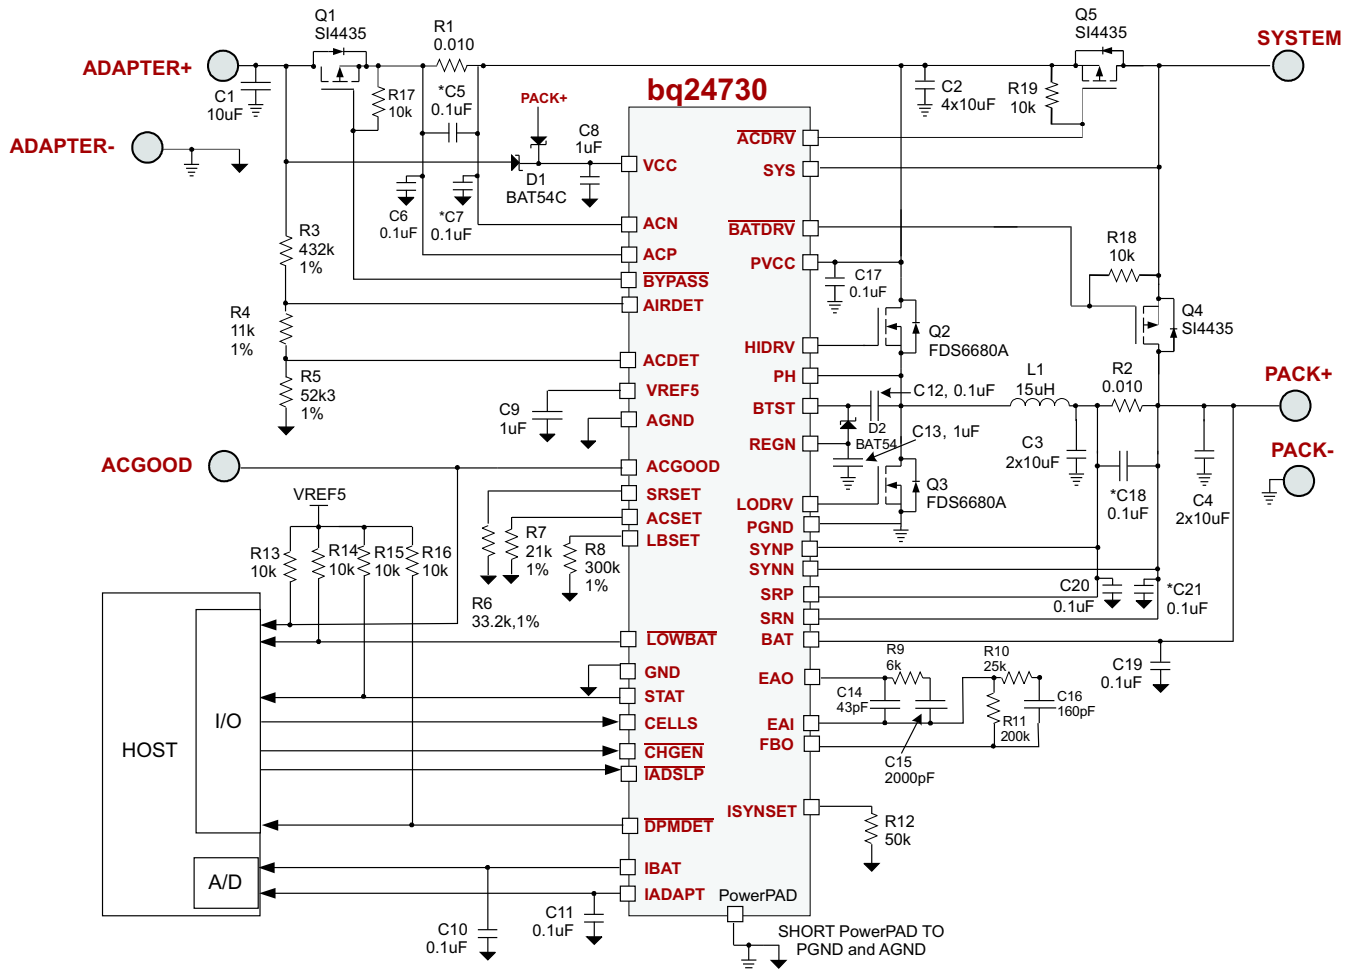 Q1
SI4435
R1
0.010
Q5
SI4435
SYSTEM
ADAPTER+
C1
10uF
R17
10k
*C5
0.1uF
PACK+
bq24730
C2
4x10uF
R19
10k
ADAPTER-
C8
1uF
D1
BAT54C
VCC
ACDRV
SYS
C6
0.1uF
*C7
0.1uF
ACN
BATDRV
R3
432k
1%
ACP
PVCC
R18
10k
BYPASS
C17
0.1uF
AIRDET
R4
11k
1%
Q4
SI4435
HIDRV
Q2
FDS6680A
ACDET
PH
R5
52k3
1%
VREF5
C12, 0.1uF
L1
15uH
R2
0.010
PACK+
C9
1uF
BTST
AGND
D2
BAT54
C13, 1uF
REGN
C3
2x10uF
PACK-
ACGOOD
ACGOOD
*C18
0.1uF
C4
2x10uF
SRSET
Q3
FDS6680A
VREF5
LODRV
ACSET
PGND
R7
21k
1%
LBSET
SYNP
R13
10k
R14
10k
R15
10k
R16
10k
R8
300k
1%
SYNN
R6
33.2k,1%
SRP
C20
0.1uF
*C21
0.1uF
SRN
LOWBAT
BAT
C19
0.1uF
GND
EAO
R9
6k
R10
25k
STAT
C14
43pF
C16
160pF
I/O
CELLS
EAI
R11
200k
HOST
CHGEN
FBO
C15
2000pF
IADSLP
ISYNSET
DPMDET
R12
50k
A/D
IBAT
IADAPT
PowerPAD
C10
0.1uF
C11
0.1uF
SHORT PowerPAD TO
PGND and AGND